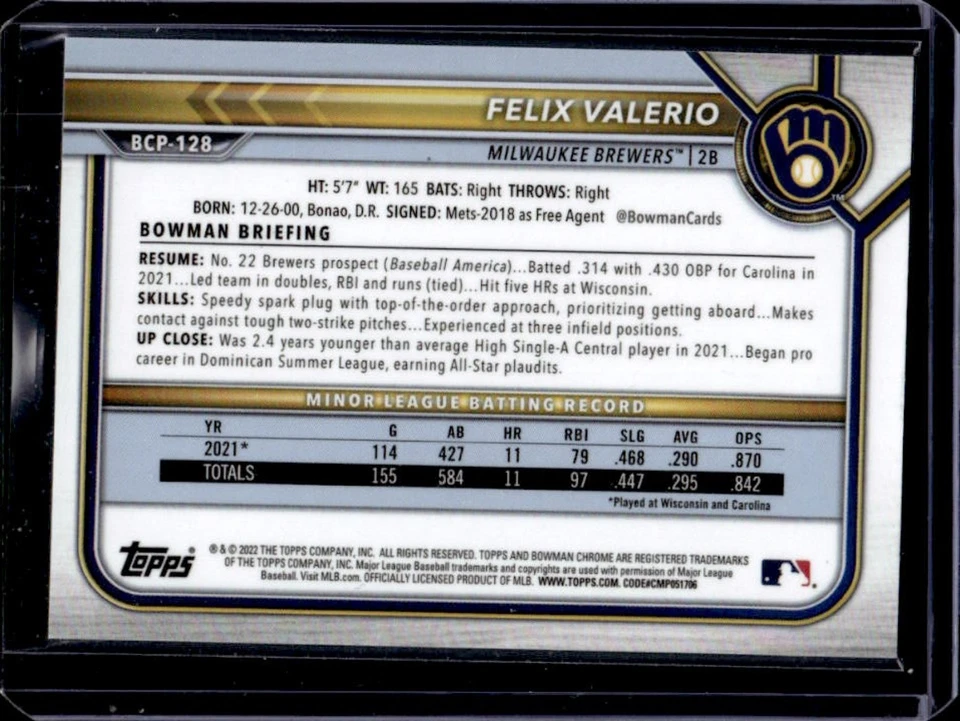 FELIX VALERIO
BCP-128
MILWAUKEE BREWERS™ | 2B
HT: 5'7" WT: 165 BATS: Right THROWS: Right
BORN: 12-26-00, Bonao, D.R. SIGNED: Mets-2018 as Free Agent @BowmanCards
BOWMAN BRIEFING
RESUME: No. 22 Brewers prospect (Baseball America)...Batted .314 with .430 OBP for Carolina in
2021...Led team in doubles, RBI and runs (tied)...Hit five HRs at Wisconsin.
SKILLS: Speedy spark plug with top-of-the-order approach, prioritizing getting aboard...Makes
contact against tough two-strike pitches...Experienced at three infield positions.
UP CLOSE: Was 2.4 years younger than average High Single-A Central player in 2021...Began pro
career in Dominican Summer League, earning All-Star plaudits.
MINOR LEAGUE BATTING RECORD
YR G AB HR RBI SLG AVG OPS
2021* 114 427 11 79 .468 .290 .870
TOTALS 155 584 11 97 .447 .295 .842
*Played at Wisconsin and Carolina
topps
®& © 2022 THE TOPPS COMPANY, INC. ALL RIGHTS RESERVED. TOPPS AND BOWMAN CHROME ARE REGISTERED TRADEMARKS
OF THE TOPPS COMPANY, INC. Major League Baseball trademarks and copyrights are used with permission of Major League
Baseball. Visit MLB.com. OFFICIALLY LICENSED PRODUCT OF MLB. WWW.TOPPS.COM. CODE#CMP051706